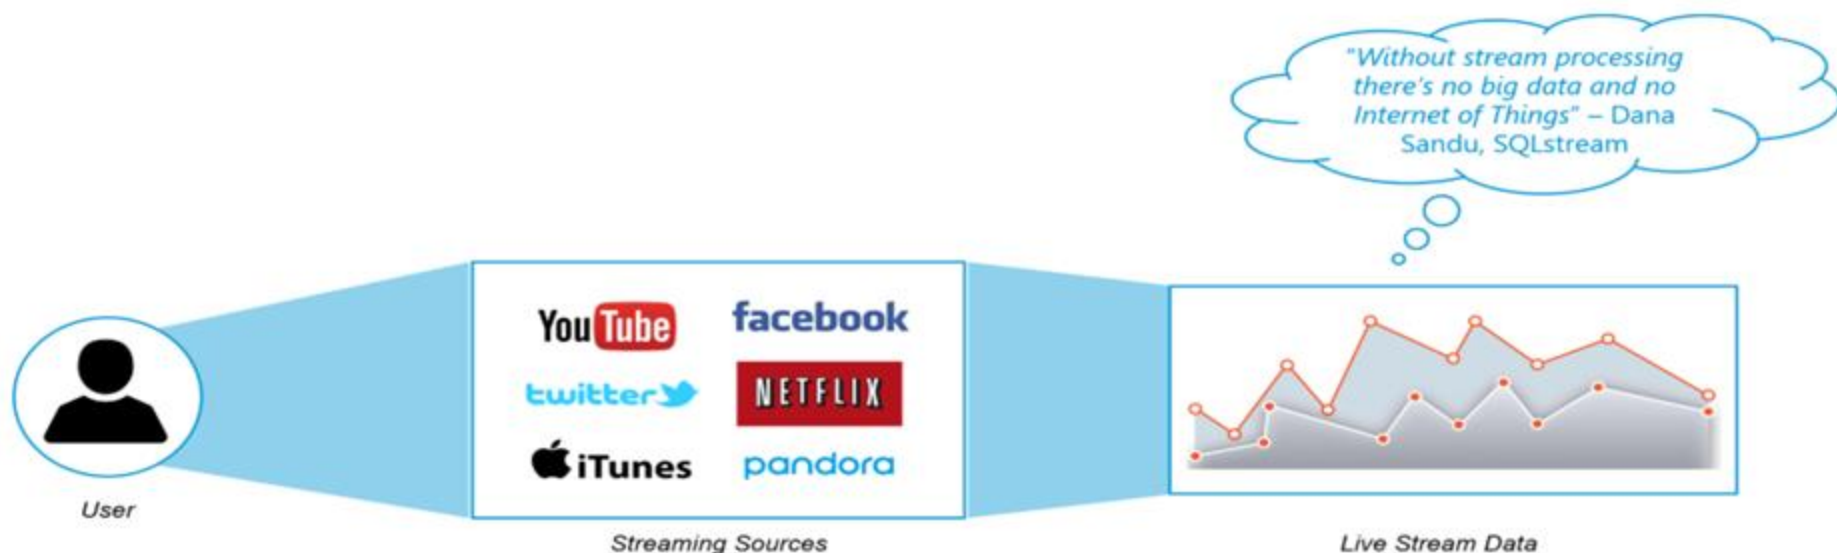 "Without stream processing
there's no big data and no
Internet of Things" – Dana
Sandu, SQLstream
YouTube
facebook
twitter
NETFLIX
iTunes
pandora
User
Streaming Sources
Live Stream Data